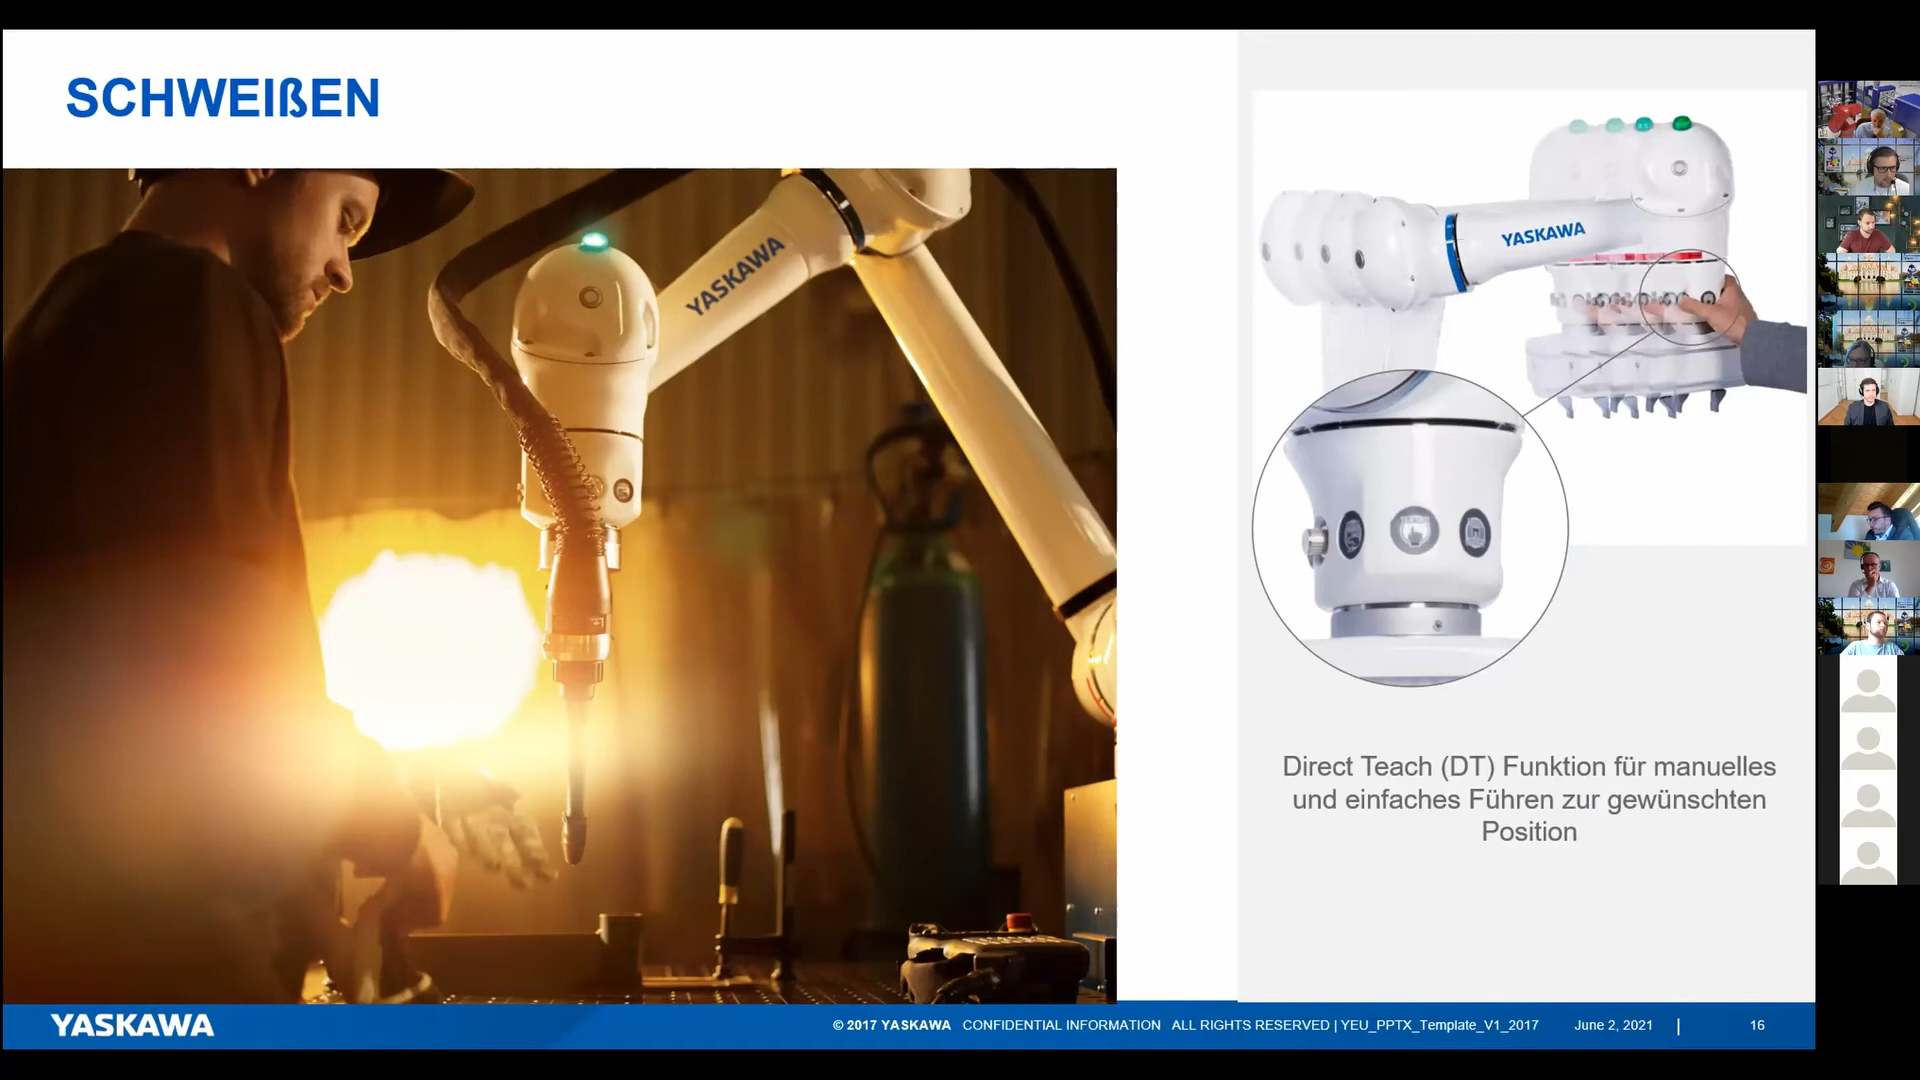 SCHWEIßEN
YASKAWA
YASKAWA
TEACH
Direct Teach (DT) Funktion für manuelles
und einfaches Führen zur gewünschten
Position
YASKAWA
© 2017 YASKAWA CONFIDENTIAL INFORMATION ALL RIGHTS RESERVED | YEU_PPTX_Template_V1_2017 June 2, 2021 | 16